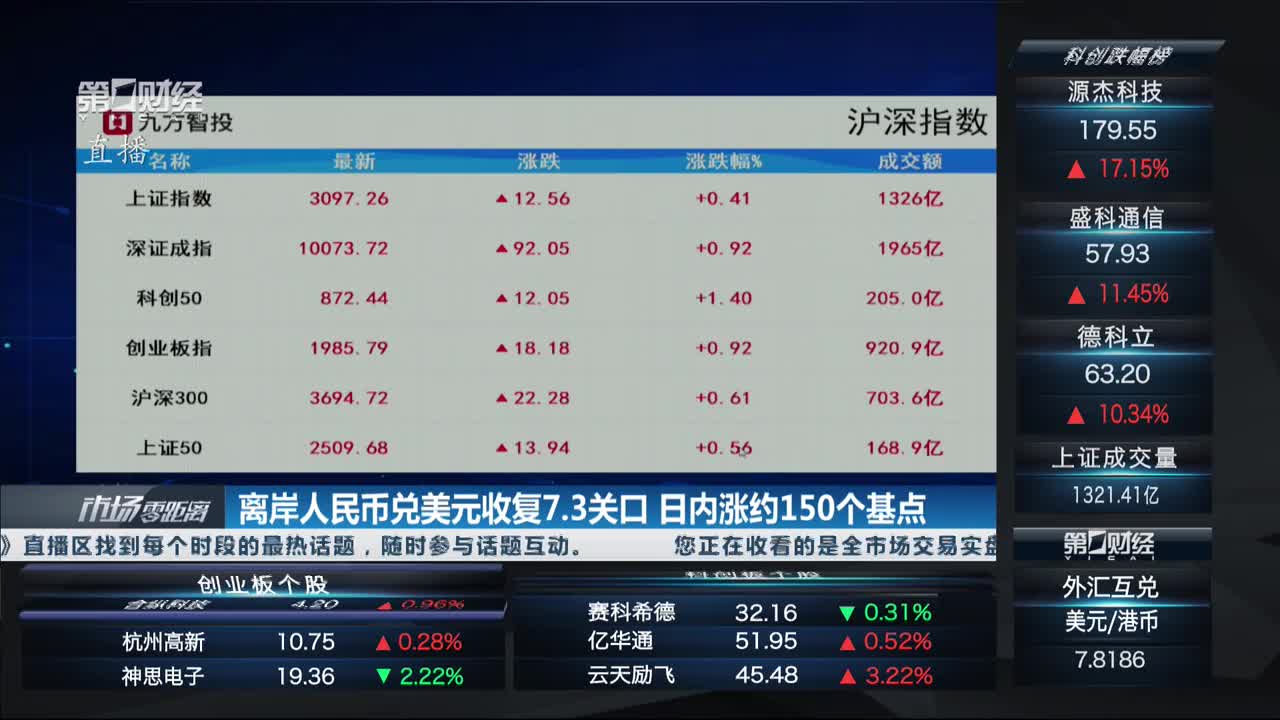 第一财经
直播
九方智投
沪深指数
名称 最新 涨跌 涨跌幅% 成交额
上证指数 3097.26 ▲12.56 +0.41 1326亿
深证成指 10073.72 ▲92.05 +0.92 1965亿
科创50 872.44 ▲12.05 +1.40 205.0亿
创业板指 1985.79 ▲18.18 +0.92 920.9亿
沪深300 3694.72 ▲22.28 +0.61 703.6亿
上证50 2509.68 ▲13.94 +0.56 168.9亿
市场零距离
离岸人民币兑美元收复7.3关口 日内涨约150个基点
》直播区找到每个时段的最热话题，随时参与话题互动。 您正在收看的是全市场交易实盘
创业板个股
4.20 ▲ 0.96%
杭州高新 10.75 ▲ 0.28%
神思电子 19.36 ▼ 2.22%
科创板个股
赛科希德 32.16 ▼ 0.31%
亿华通 51.95 ▲ 0.52%
云天励飞 45.48 ▲ 3.22%
科创跌幅榜
源杰科技
179.55
▲ 17.15%
盛科通信
57.93
▲ 11.45%
德科立
63.20
▲ 10.34%
上证成交量
1321.41亿
第一财经
外汇互兑
美元/港币
7.8186